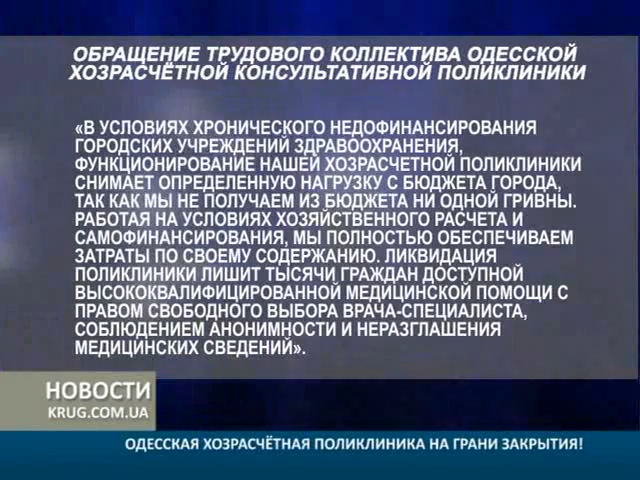 ОБРАЩЕНИЕ ТРУДОВОГО КОЛЛЕКТИВА ОДЕССКОЙ
ХОЗРАСЧЁТНОЙ КОНСУЛЬТАТИВНОЙ ПОЛИКЛИНИКИ
«В УСЛОВИЯХ ХРОНИЧЕСКОГО НЕДОФИНАНСИРОВАНИЯ
ГОРОДСКИХ УЧРЕЖДЕНИЙ ЗДРАВООХРАНЕНИЯ,
ФУНКЦИОНИРОВАНИЕ НАШЕЙ ХОЗРАСЧЕТНОЙ ПОЛИКЛИНИКИ
СНИМАЕТ ОПРЕДЕЛЕННУЮ НАГРУЗКУ С БЮДЖЕТА ГОРОДА,
ТАК КАК МЫ НЕ ПОЛУЧАЕМ ИЗ БЮДЖЕТА НИ ОДНОЙ ГРИВНЫ.
РАБОТАЯ НА УСЛОВИЯХ ХОЗЯЙСТВЕННОГО РАСЧЕТА И
САМОФИНАНСИРОВАНИЯ, МЫ ПОЛНОСТЬЮ ОБЕСПЕЧИВАЕМ
ЗАТРАТЫ ПО СВОЕМУ СОДЕРЖАНИЮ. ЛИКВИДАЦИЯ
ПОЛИКЛИНИКИ ЛИШИТ ТЫСЯЧИ ГРАЖДАН ДОСТУПНОЙ
ВЫСОКОКВАЛИФИЦИРОВАННОЙ МЕДИЦИНСКОЙ ПОМОЩИ С
ПРАВОМ СВОБОДНОГО ВЫБОРА ВРАЧА-СПЕЦИАЛИСТА,
СОБЛЮДЕНИЕМ АНОНИМНОСТИ И НЕРАЗГЛАШЕНИЯ
МЕДИЦИНСКИХ СВЕДЕНИЙ».
НОВОСТИ
KRUG.COM.UA
ОДЕССКАЯ ХОЗРАСЧЁТНАЯ ПОЛИКЛИНИКА НА ГРАНИ ЗАКРЫТИЯ!